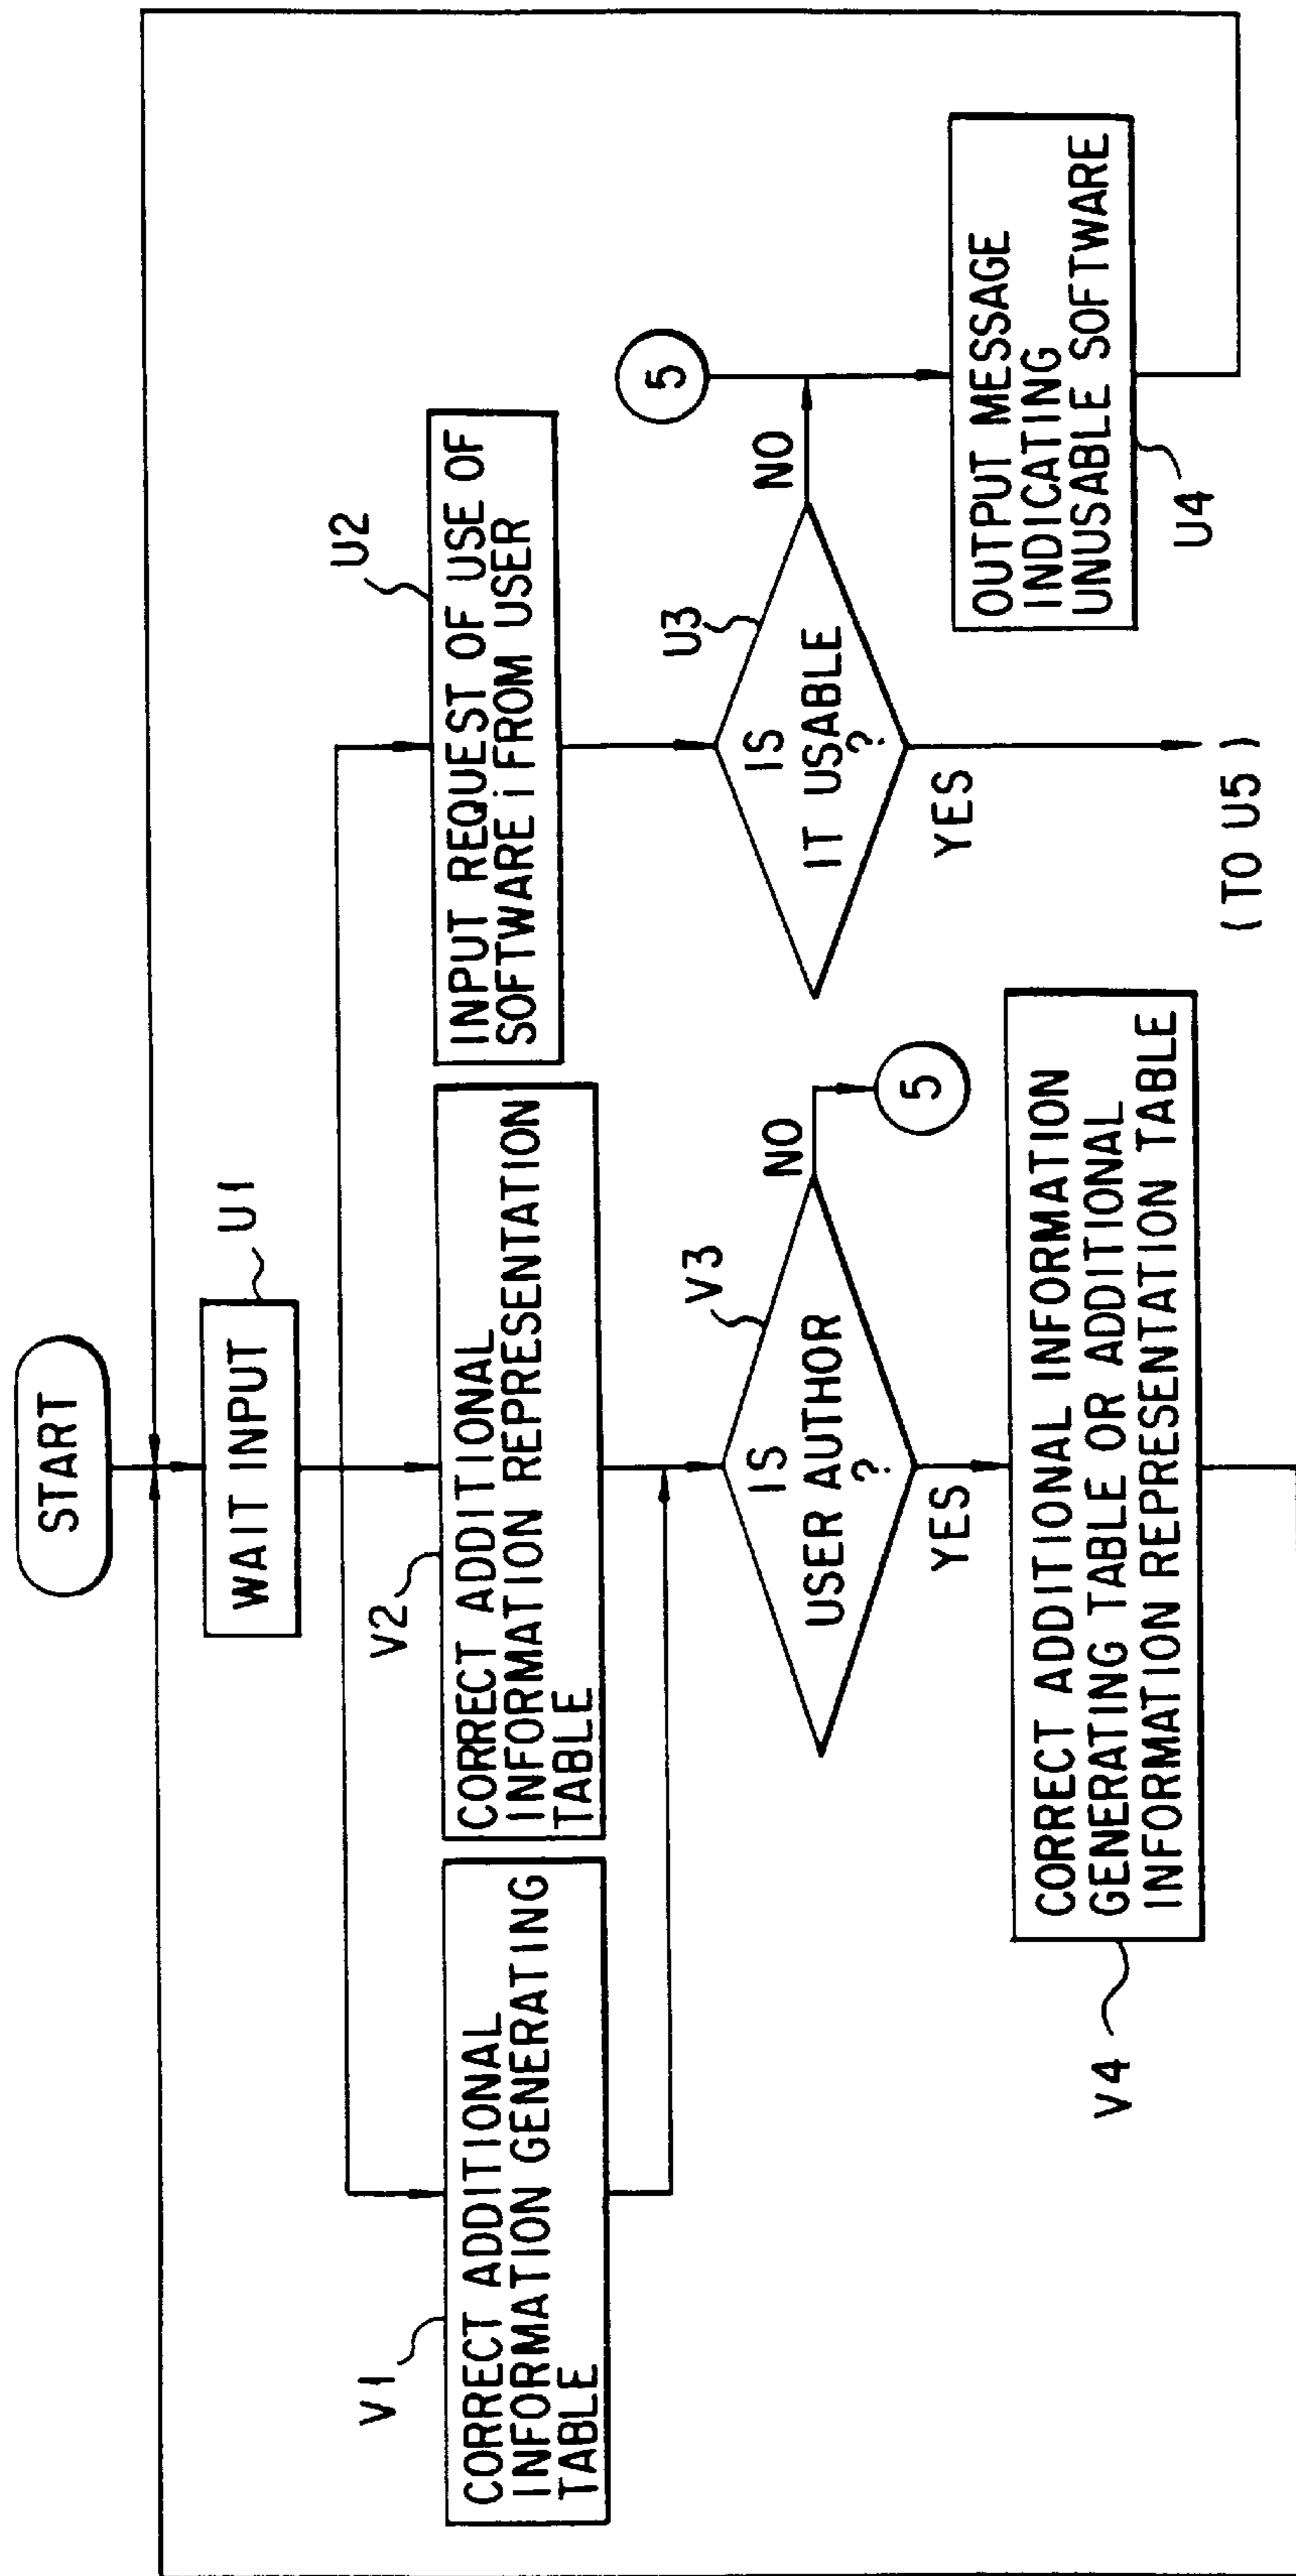 START
WAIT INPUT
U1
V1
CORRECT ADDITIONAL
INFORMATION GENERATING
TABLE
V2
CORRECT ADDITIONAL
INFORMATION REPRESENTATION
TABLE
U2
INPUT REQUEST OF USE OF
SOFTWARE i FROM USER
V3
IS
USER AUTHOR
?
NO
5
YES
V4
CORRECT ADDITIONAL INFORMATION
GENERATING TABLE OR ADDITIONAL
INFORMATION REPRESENTATION TABLE
U3
IS
IT USABLE
?
NO
5
YES
(TO U5)
OUTPUT MESSAGE
INDICATING
UNUSABLE SOFTWARE
U4